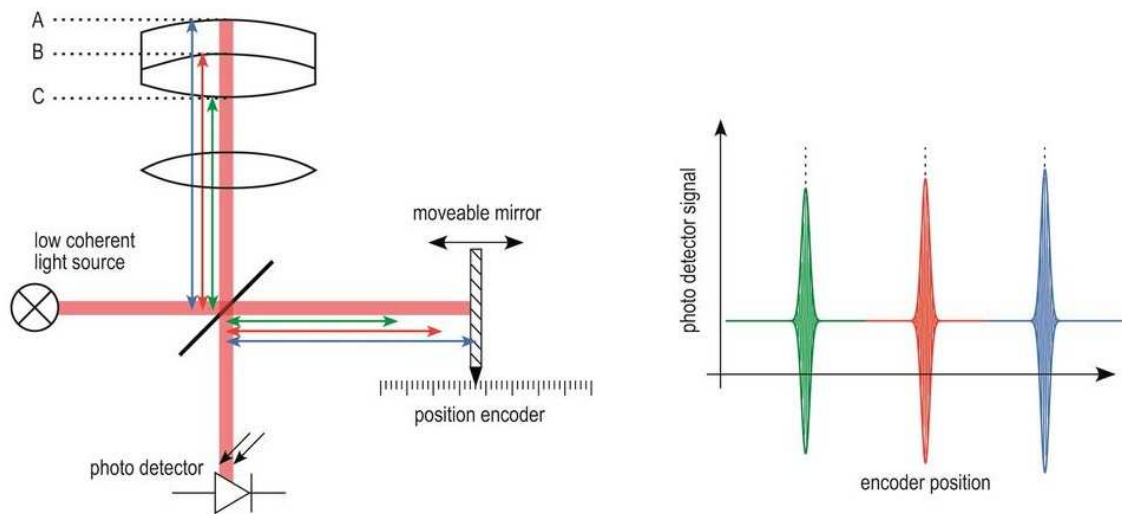 A
B
C
low coherent
light source
moveable mirror
position encoder
photo detector
photo detector signal
encoder position